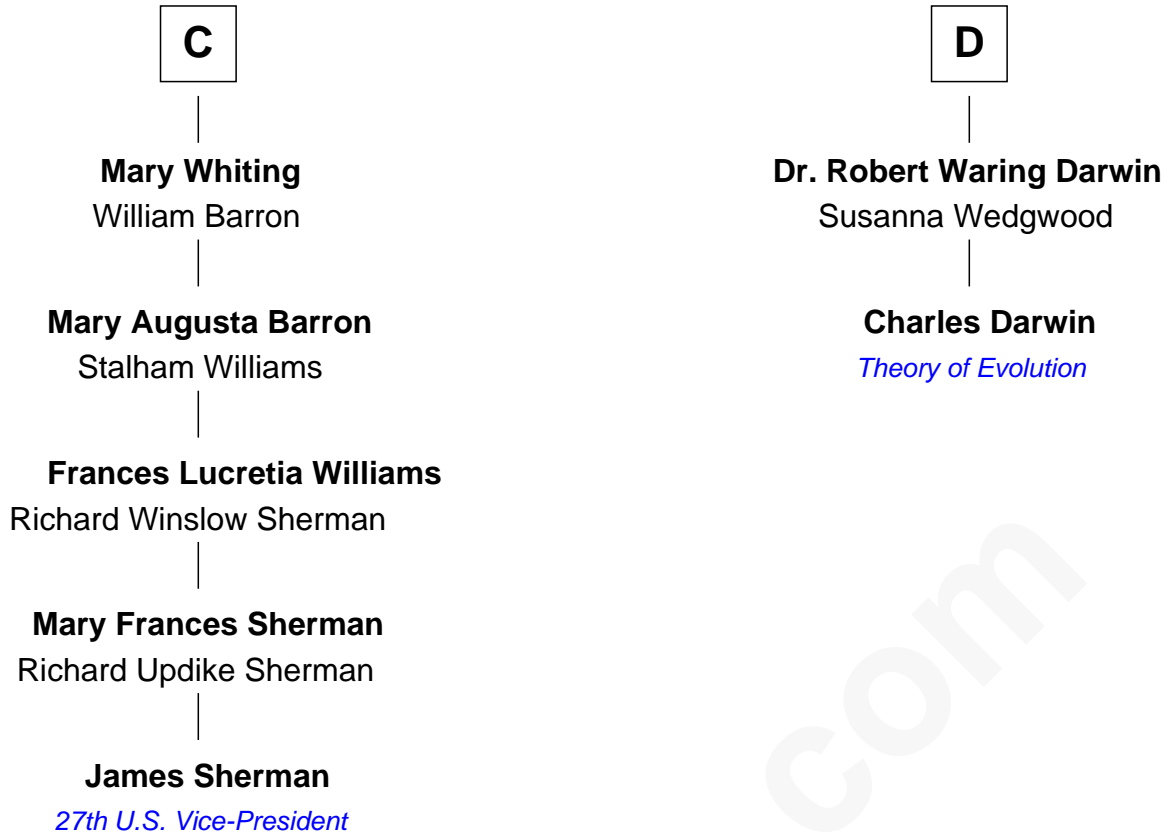 C
Mary Whiting
William Barron
Mary Augusta Barron
Stalham Williams
Frances Lucretia Williams
Richard Winslow Sherman
Mary Frances Sherman
Richard Updike Sherman
James Sherman
27th U.S. Vice-President
D
Dr. Robert Waring Darwin
Susanna Wedgwood
Charles Darwin
Theory of Evolution
com